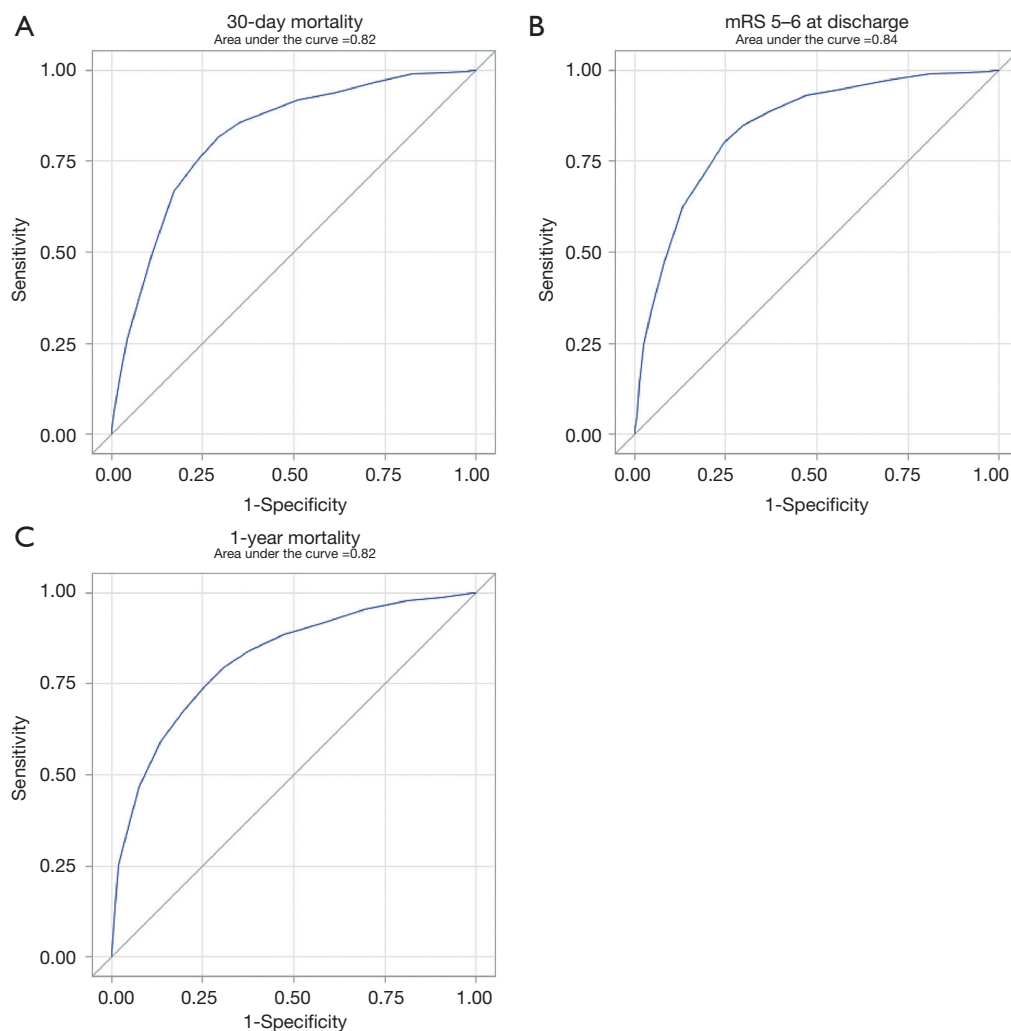 A
30-day mortality
Area under the curve =0.82
1.00
0.75
0.50
0.25
0.00
Sensitivity
0.00 0.25 0.50 0.75 1.00
1-Specificity
B
mRS 5–6 at discharge
Area under the curve =0.84
1.00
0.75
0.50
0.25
0.00
Sensitivity
0.00 0.25 0.50 0.75 1.00
1-Specificity
C
1-year mortality
Area under the curve =0.82
1.00
0.75
0.50
0.25
0.00
Sensitivity
0.00 0.25 0.50 0.75 1.00
1-Specificity